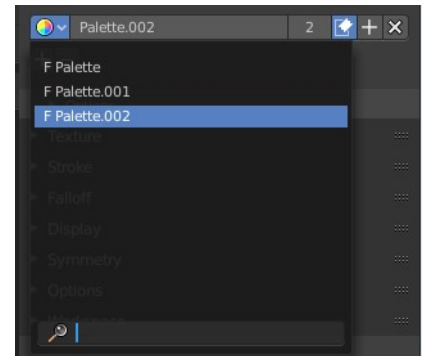 Palette.002 2
F Palette
F Palette.001
F Palette.002
Texture
Stroke
Falloff
Display
Symmetry
Options